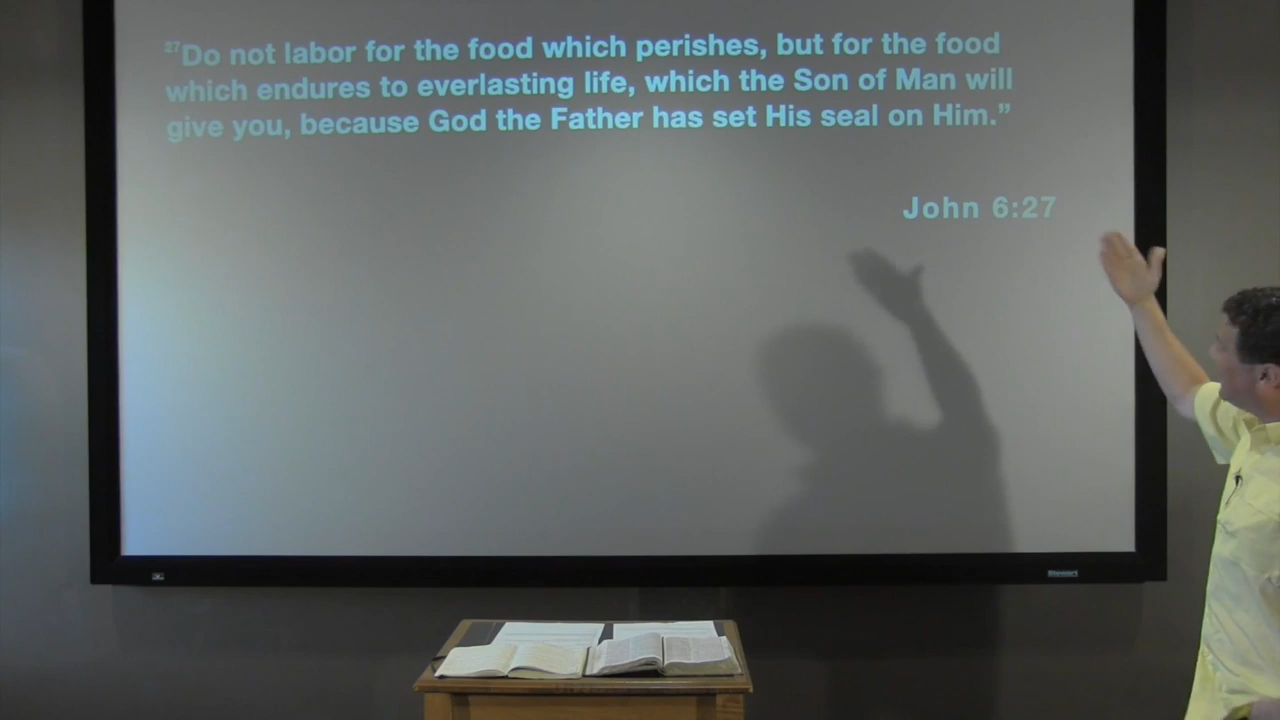 27Do not labor for the food which perishes, but for the food
which endures to everlasting life, which the Son of Man will
give you, because God the Father has set His seal on Him.”
John 6:27
Stewart